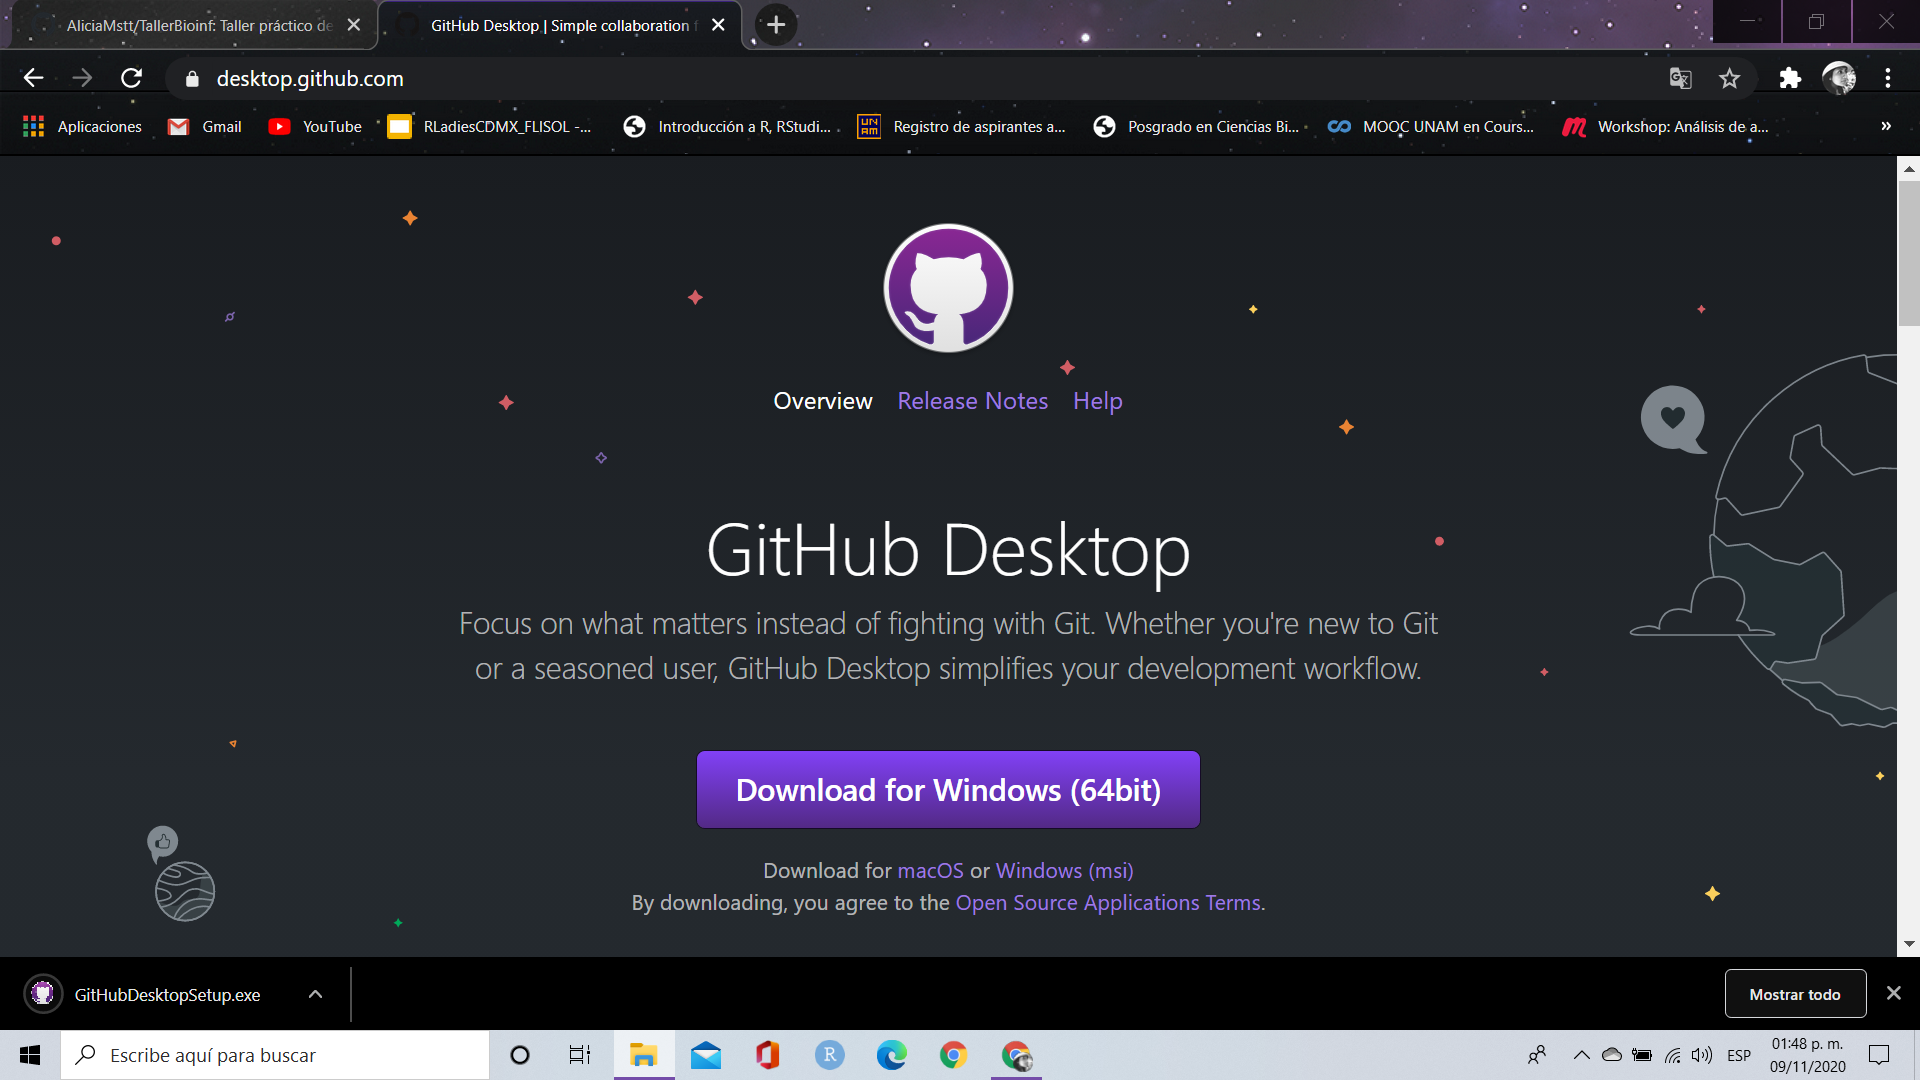 AliciaMstt/TallerBioinf: Taller práctico de
GitHub Desktop | Simple collaboration f
desktop.github.com
Aplicaciones
Gmail
YouTube
RLadiesCDMX_FLISOL -...
Introducción a R, RStudi...
UN AM
Registro de aspirantes a...
Posgrado en Ciencias Bi...
MOOC UNAM en Cours...
Workshop: Análisis de a...
»
Overview Release Notes Help
GitHub Desktop
Focus on what matters instead of fighting with Git. Whether you're new to Git
or a seasoned user, GitHub Desktop simplifies your development workflow.
Download for Windows (64bit)
Download for macOS or Windows (msi)
By downloading, you agree to the Open Source Applications Terms.
GitHubDesktopSetup.exe
Mostrar todo
Escribe aquí para buscar
R
ESP
01:48 p. m.
09/11/2020